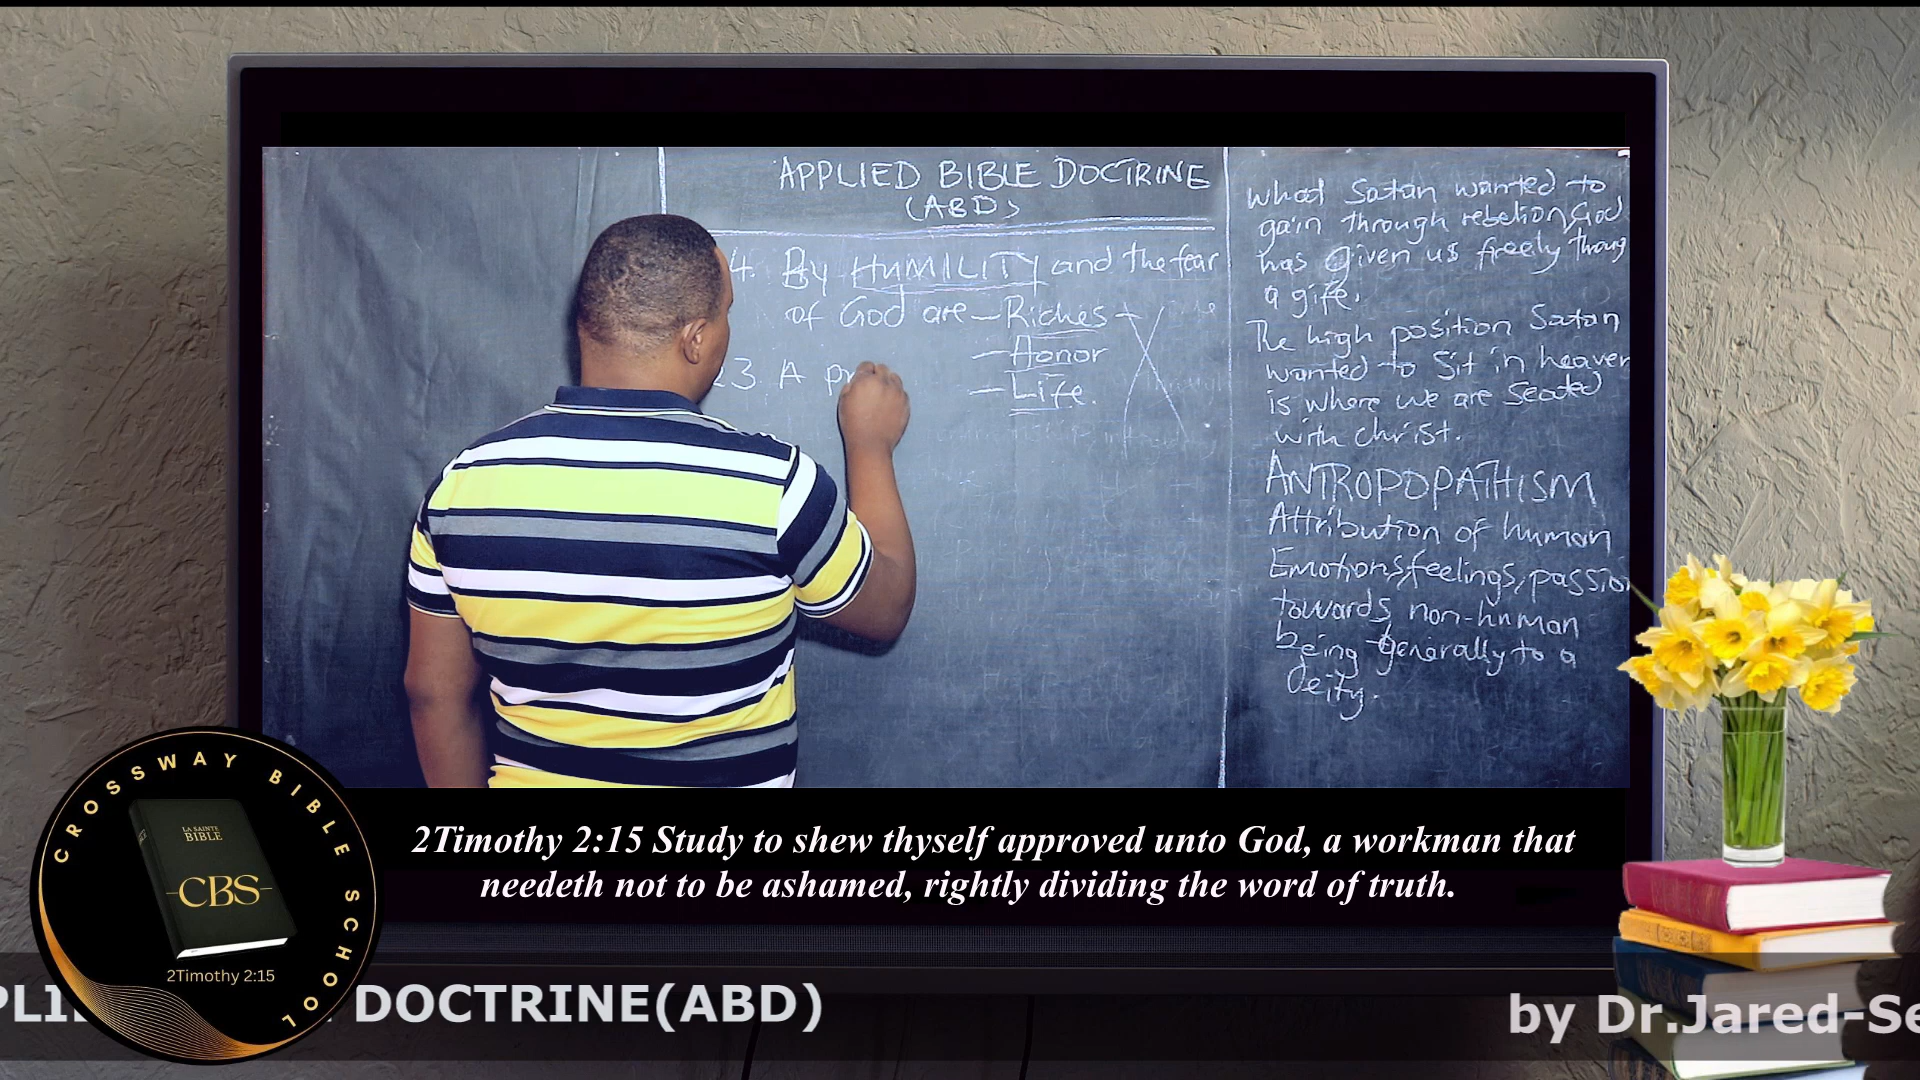 APPLIED BIBLE DOCTRINE
(ABD)
4. By HUMILITY and the fear
of God are – Riches
– Honor
– Life.
23. A pr
what Satan wanted to
gain through rebelion, God
has given us freely throug
a gife.
The high position Satan
wanted to sit in heaven
is where we are seated
with christ.
ANTROPOPATHISM
Attribution of human
Emotions, feelings, passion
towards non-human
being generally to a
deity.
2Timothy 2:15 Study to shew thyself approved unto God, a workman that
needeth not to be ashamed, rightly dividing the word of truth.
CROSSWAY BIBLE SCHOOL
LA SAINTE
BIBLE
CBS
2Timothy 2:15
PLI DOCTRINE(ABD)
by Dr.Jared-Se